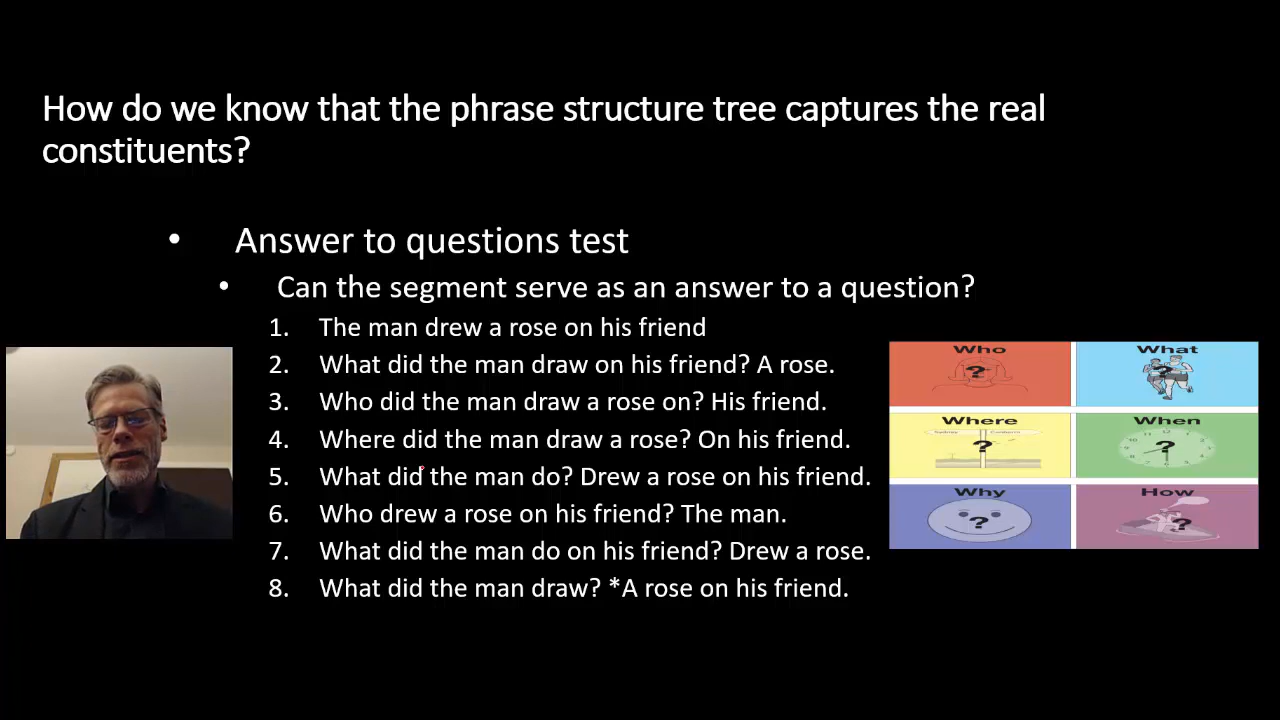 How do we know that the phrase structure tree captures the real
constituents?
• Answer to questions test
• Can the segment serve as an answer to a question?
1. The man drew a rose on his friend
2. What did the man draw on his friend? A rose.
3. Who did the man draw a rose on? His friend.
4. Where did the man draw a rose? On his friend.
5. What did the man do? Drew a rose on his friend.
6. Who drew a rose on his friend? The man.
7. What did the man do on his friend? Drew a rose.
8. What did the man draw? *A rose on his friend.
Who
?
What
?
Where
Sydney
?
When
?
Why
?
How
?